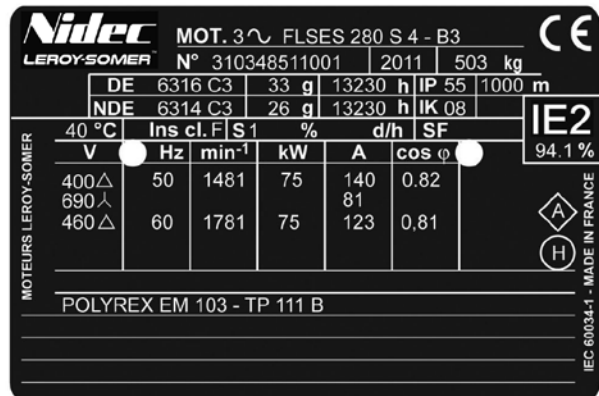 Nidec MOT. 3∿ FLSES 280 S 4 - B3 CE
LEROY-SOMER™ N° 310348511001 2011 503 kg
DE 6316 C3 33 g 13230 h IP 55 1000 m
NDE 6314 C3 26 g 13230 h IK 08
IE2
94.1 %
40 °C Ins cl. F S1 % d/h SF
V Hz min-1 kW A cos φ
400△ 50 1481 75 140 0.82
690⅄ 81
460△ 60 1781 75 123 0,81
A
H
POLYREX EM 103 - TP 111 B
MOTEURS LEROY-SOMER
IEC 60034-1 - MADE IN FRANCE